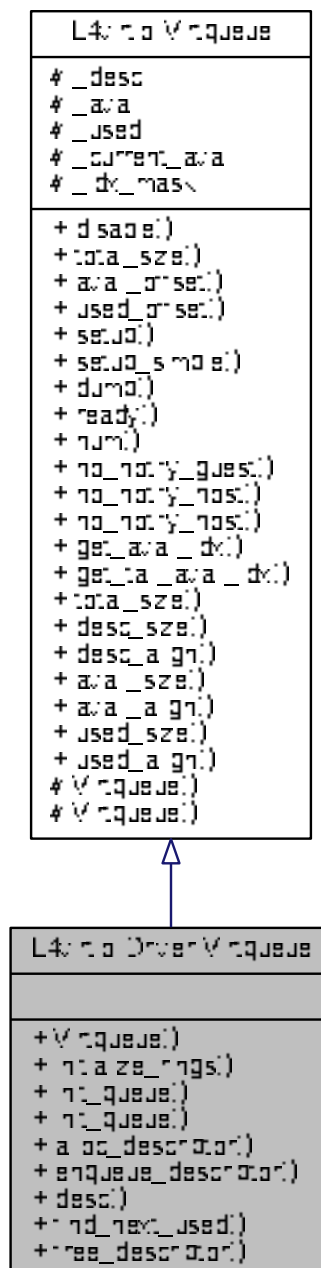 L4virtio::Virtqueue
# _desc
# _avail
# _used
# _current_avail
# _idx_mask
+ disable()
+ total_size()
+ avail_offset()
+ used_offset()
+ setup()
+ setup_simple()
+ dump()
+ ready()
+ num()
+ no_notify_guest()
+ no_notify_host()
+ no_notify_host()
+ get_avail_idx()
+ get_tail_avail_idx()
+ total_size()
+ desc_size()
+ desc_align()
+ avail_size()
+ avail_align()
+ used_size()
+ used_align()
# Virtqueue()
# Virtqueue()
L4virtio::Driver::Virtqueue
+ Virtqueue()
+ initialize_rings()
+ init_queue()
+ init_queue()
+ alloc_descriptor()
+ enqueue_descriptor()
+ desc()
+ find_next_used()
+ free_descriptor()